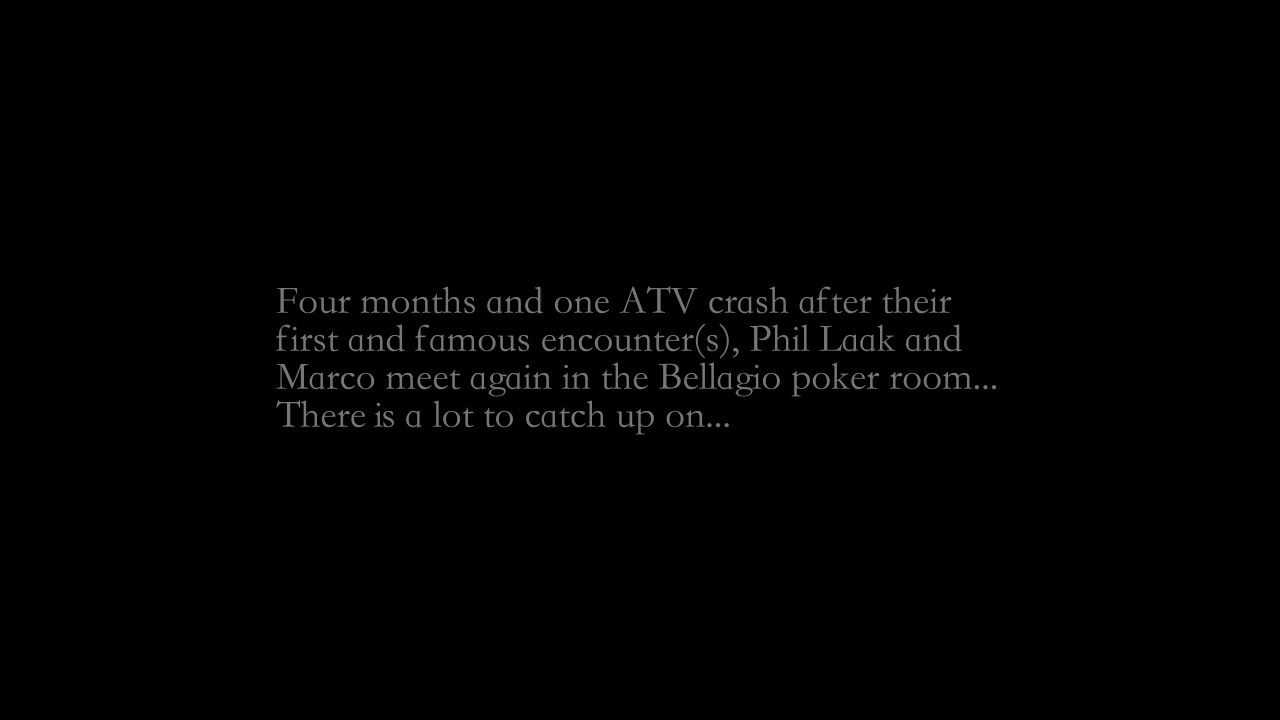 Four months and one ATV crash after their
first and famous encounter(s), Phil Laak and
Marco meet again in the Bellagio poker room...
There is a lot to catch up on...